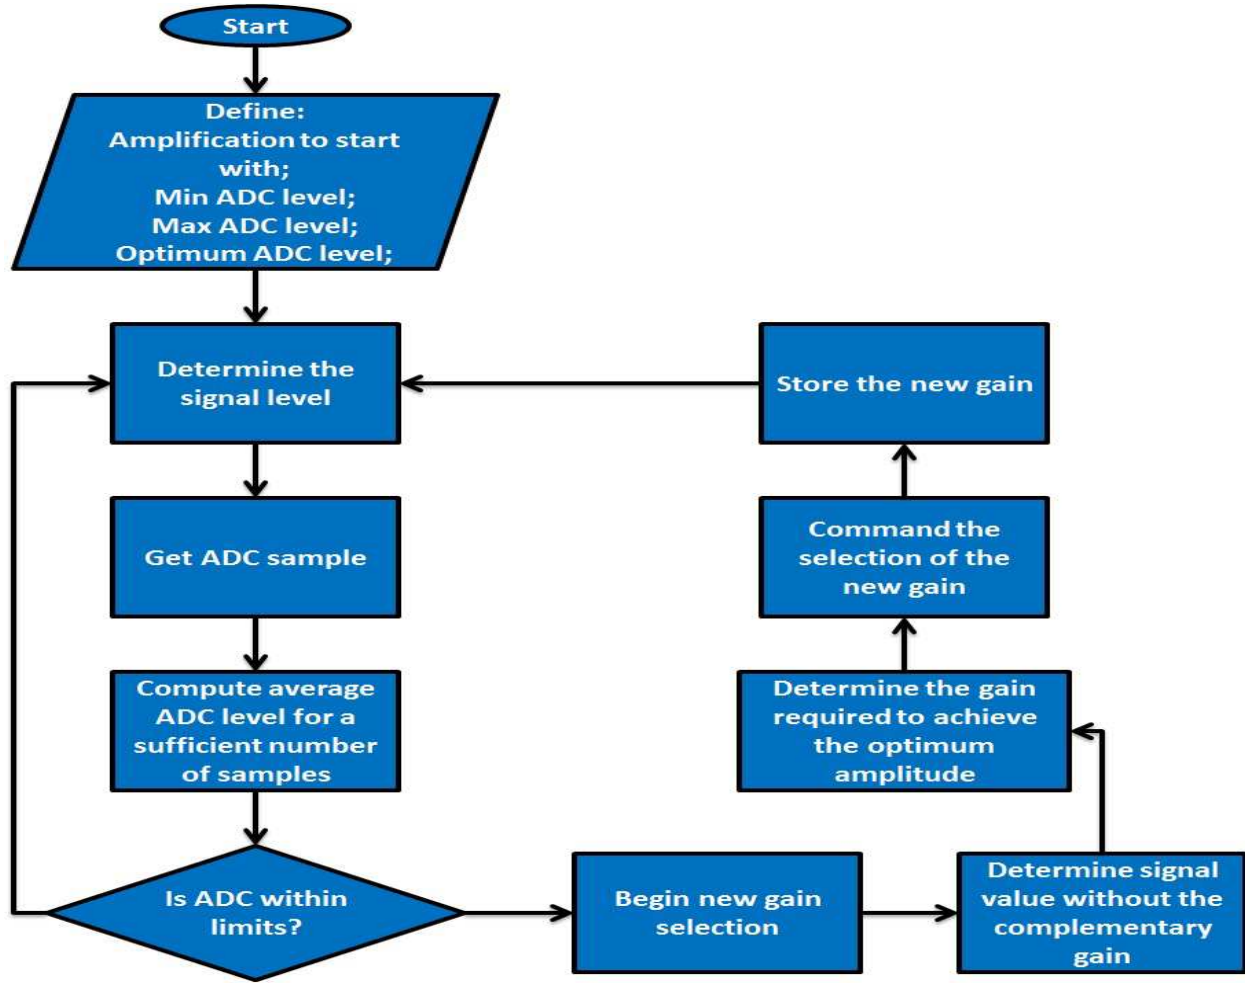 Start
Define:
Amplification to start
with;
Min ADC level;
Max ADC level;
Optimum ADC level;
Determine the
signal level
Store the new gain
Get ADC sample
Command the
selection of the
new gain
Compute average
ADC level for a
sufficient number
of samples
Determine the gain
required to achieve
the optimum
amplitude
Is ADC within
limits?
Begin new gain
selection
Determine signal
value without the
complementary
gain